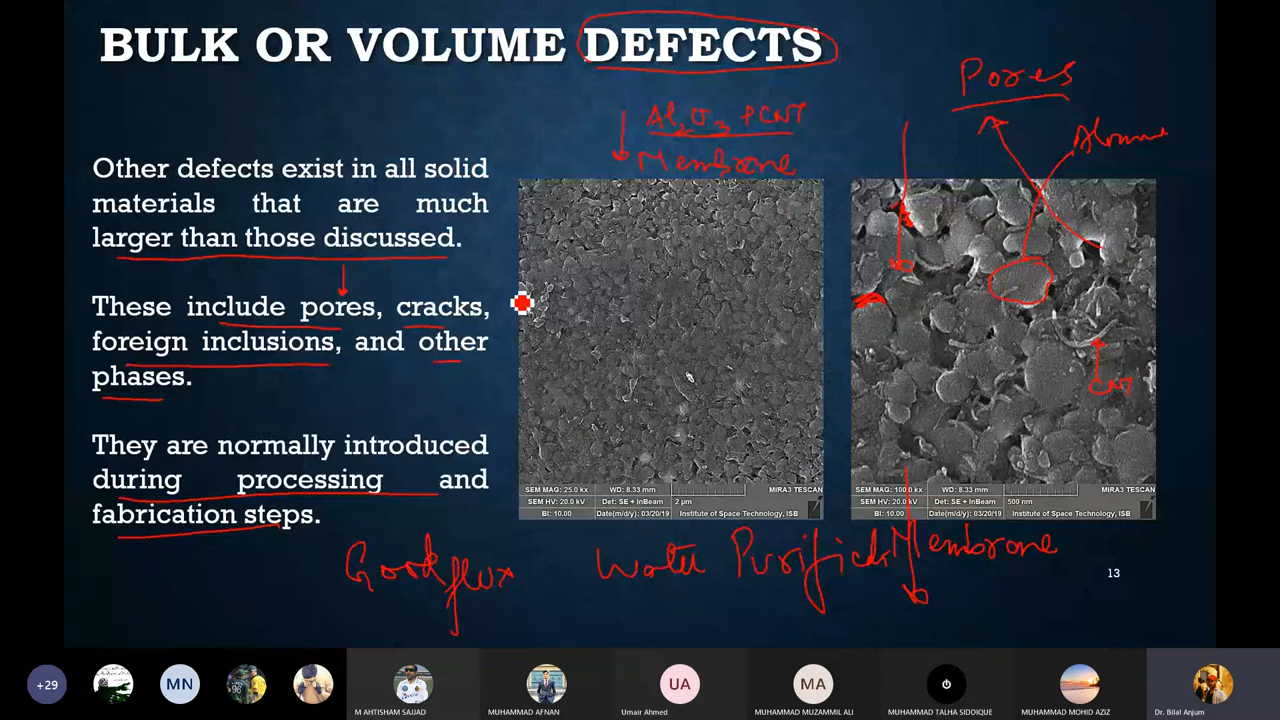 BULK OR VOLUME DEFECTS
Pores
Al2O3 + CNT
Membrane
Other defects exist in all solid
materials that are much
larger than those discussed.
These include pores, cracks,
foreign inclusions, and other
phases.
They are normally introduced
during processing and
fabrication steps.
CNT
SEM MAG: 25.0 kx WD: 8.33 mm MIRA3 TESCAN
SEM HV: 20.0 kV Det: SE + InBeam 2 µm
BI: 10.00 Date(m/d/y): 03/20/19 Institute of Space Technology, ISB
SEM MAG: 100.0 kx WD: 8.33 mm MIRA3 TESCAN
SEM HV: 20.0 kV Det: SE + InBeam 500 nm
BI: 10.00 Date(m/d/y): 03/20/19 Institute of Space Technology, ISB
Good flux Water Membrane
13
+29
MN
UA
MA
M AHTISHAM SAJJAD
MUHAMMAD AFNAN
Umair Ahmed
MUHAMMAD MUZAMMIL ALI
MUHAMMAD TALHA SIDDIQUE
MUHAMMAD MOHID AZIZ
Dr. Bilal Anjum